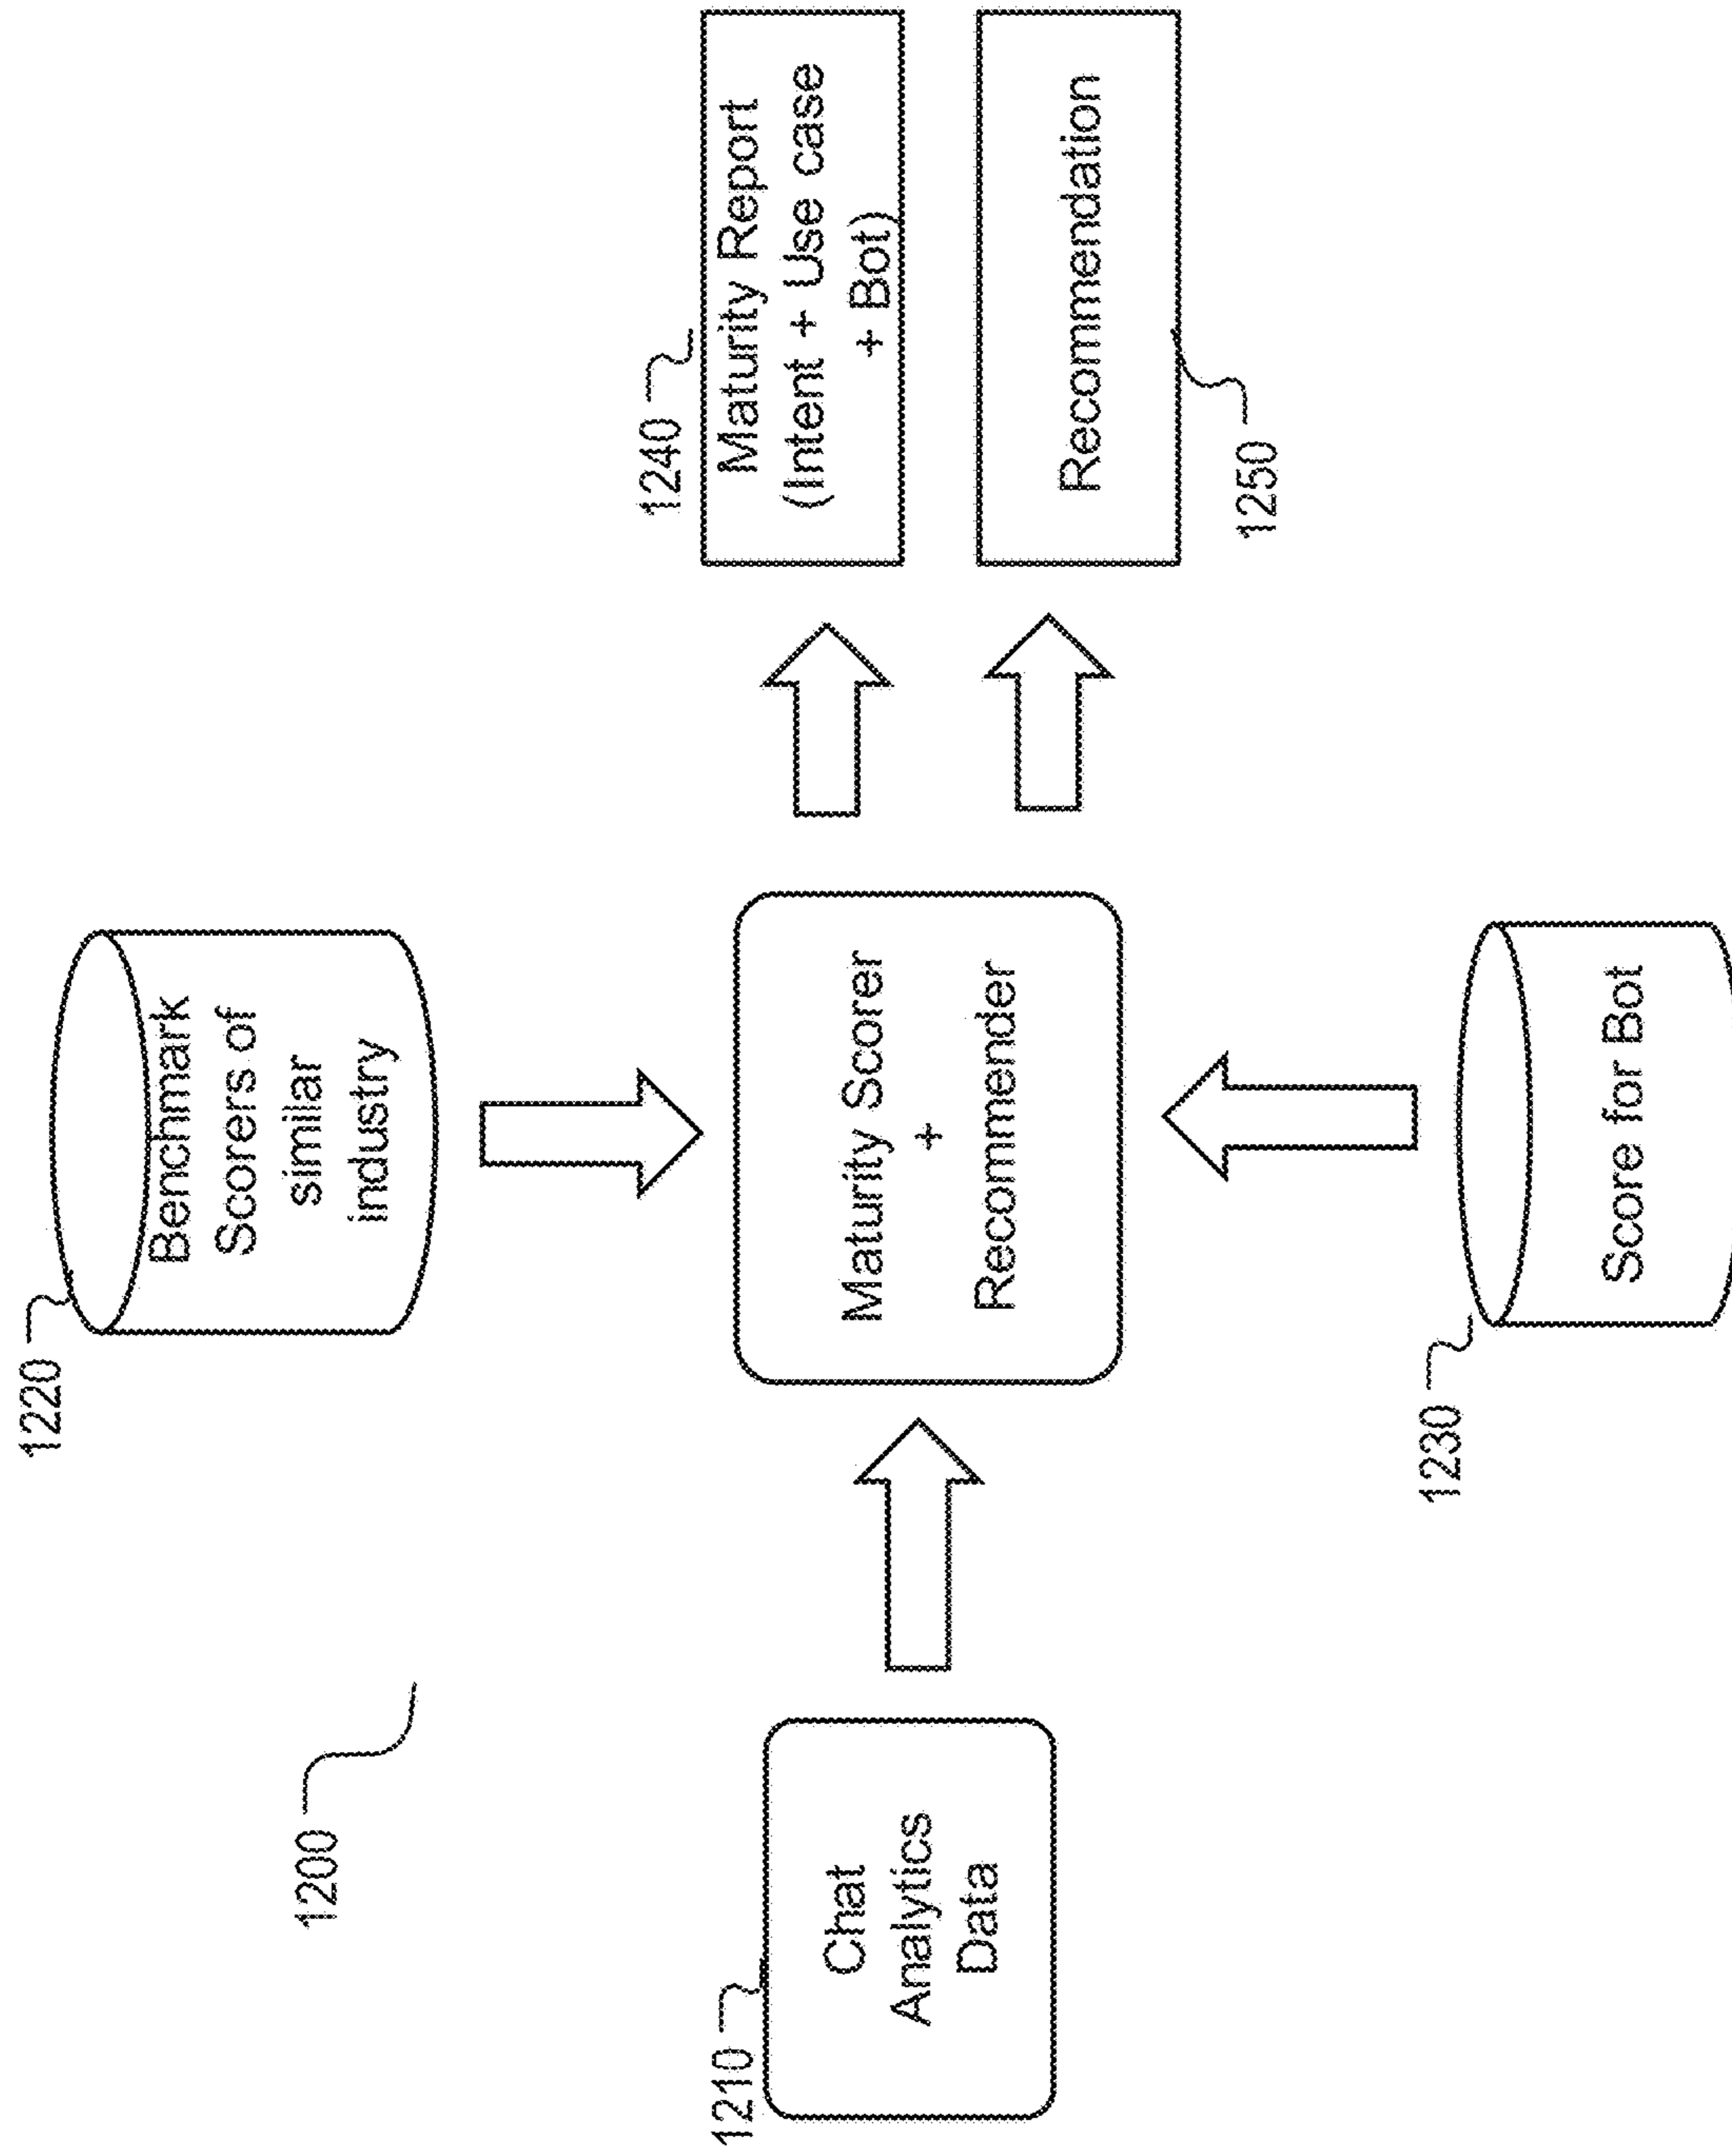 1200
1210
Chat
Analytics
Data
1220
Benchmark
Scorers of
similar
industry
Maturity Scorer
+
Recommender
1230
Score for Bot
1240
Maturity Report
(Intent + Use case
+ Bot)
Recommendation
1250